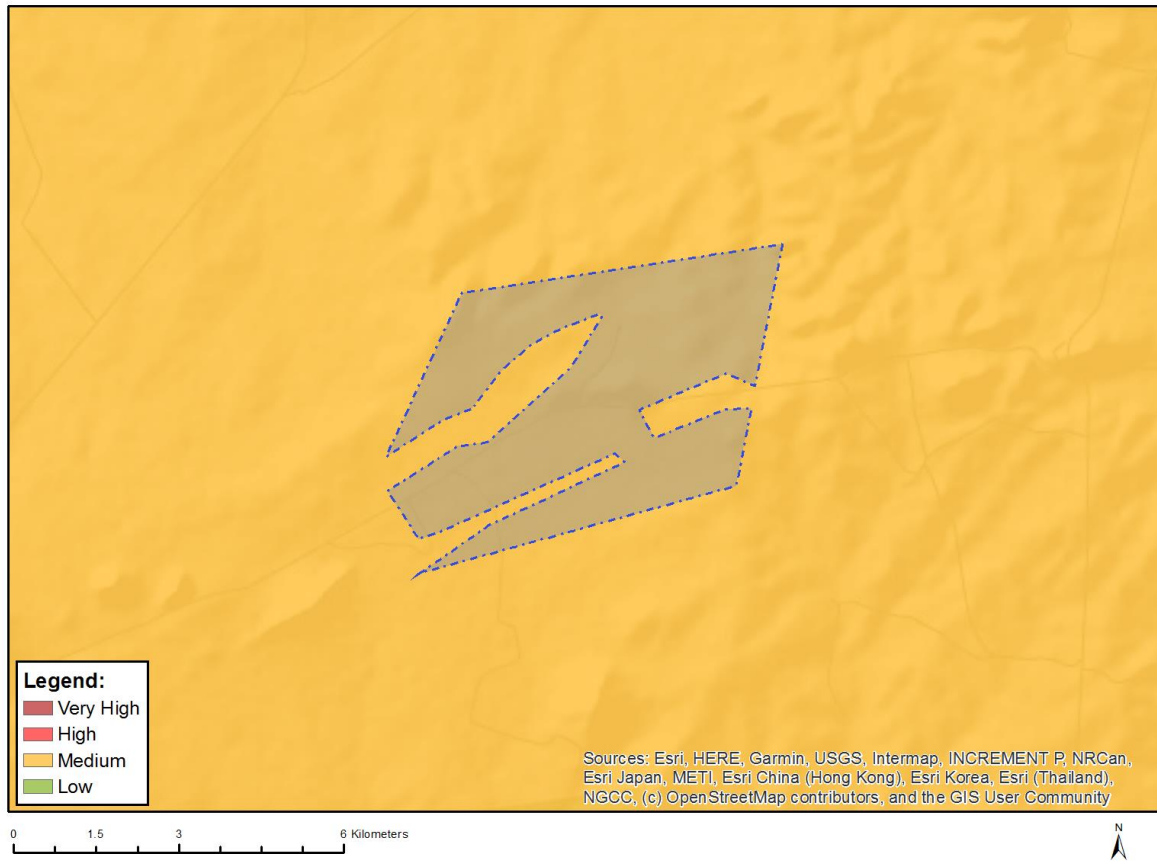 Legend:
Very High
High
Medium
Low
Sources: Esri, HERE, Garmin, USGS, Intermap, INCREMENT P, NRCan,
Esri Japan, METI, Esri China (Hong Kong), Esri Korea, Esri (Thailand),
NGCC, (c) OpenStreetMap contributors, and the GIS User Community
0 1.5 3 6 Kilometers
N